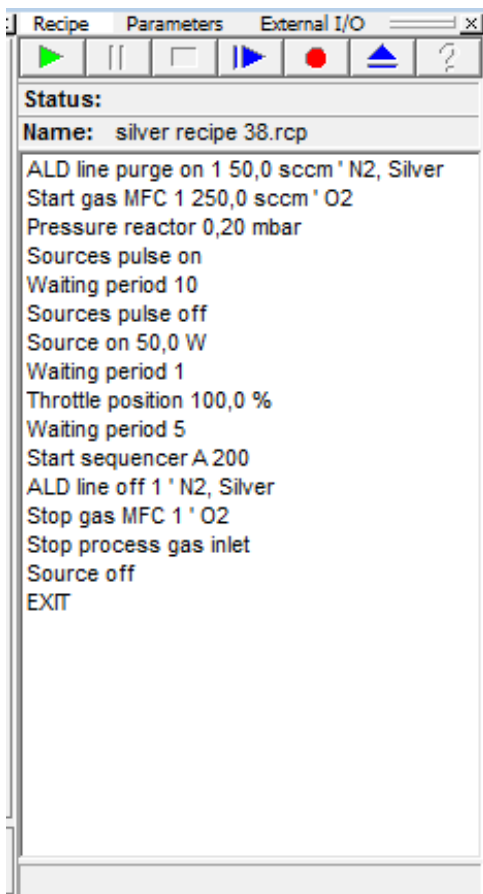 Recipe Parameters External I/O
Status:
Name: silver recipe 38.rcp
ALD line purge on 1 50,0 sccm ' N2, Silver
Start gas MFC 1 250,0 sccm ' O2
Pressure reactor 0,20 mbar
Sources pulse on
Waiting period 10
Sources pulse off
Source on 50,0 W
Waiting period 1
Throttle position 100,0 %
Waiting period 5
Start sequencer A 200
ALD line off 1 ' N2, Silver
Stop gas MFC 1 ' O2
Stop process gas inlet
Source off
EXIT